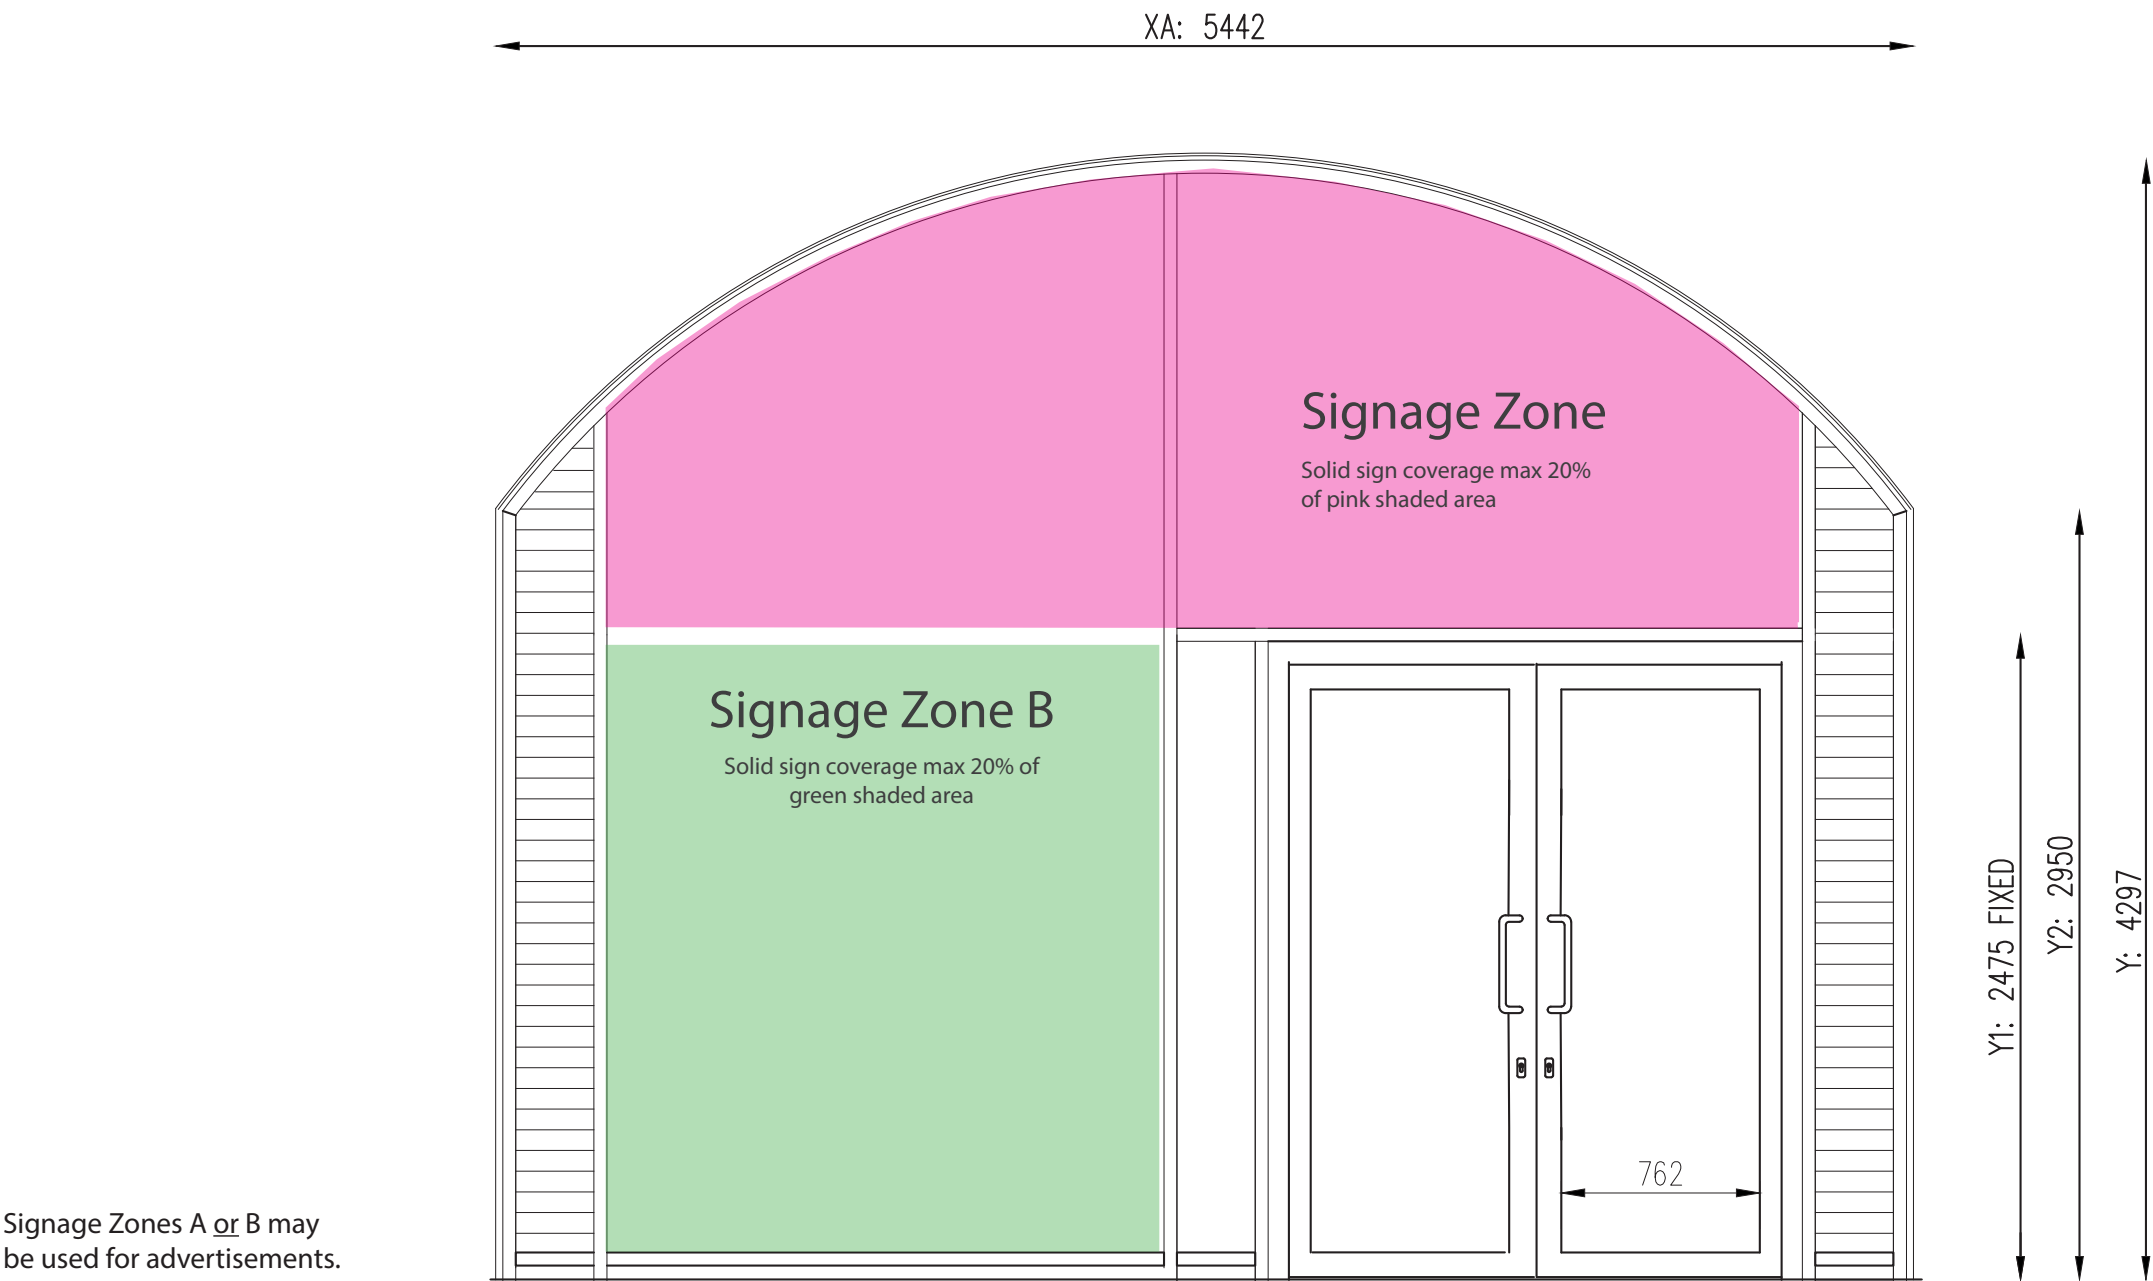 XA: 5442
Signage Zone
Solid sign coverage max 20%
of pink shaded area
Signage Zone B
Solid sign coverage max 20% of
green shaded area
Y1: 2475 FIXED
Y2: 2950
Y: 4297
762
Signage Zones A or B may
be used for advertisements.